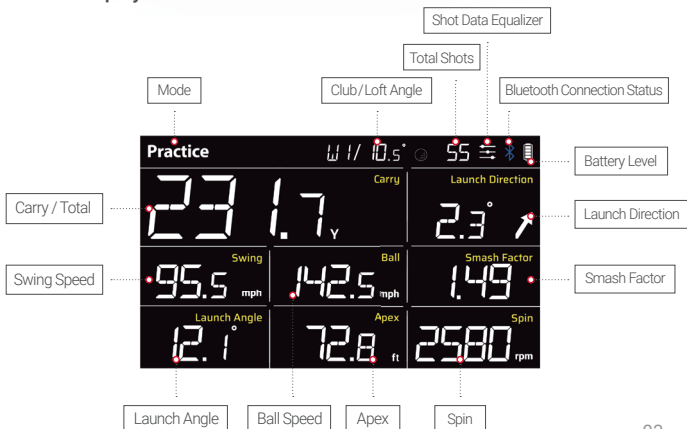 Shot Data Equalizer
Total Shots
Mode
Club/Loft Angle
Bluetooth Connection Status
Practice
W1/ 10.5°
55
Battery Level
Carry
Launch Direction
Carry / Total
231.7 Y
2.3°
Launch Direction
Swing
Ball
Smash Factor
Swing Speed
95.5 mph
142.5 mph
1.49
Smash Factor
Launch Angle
Apex
Spin
12.1°
72.8 ft
2580 rpm
Launch Angle
Ball Speed
Apex
Spin